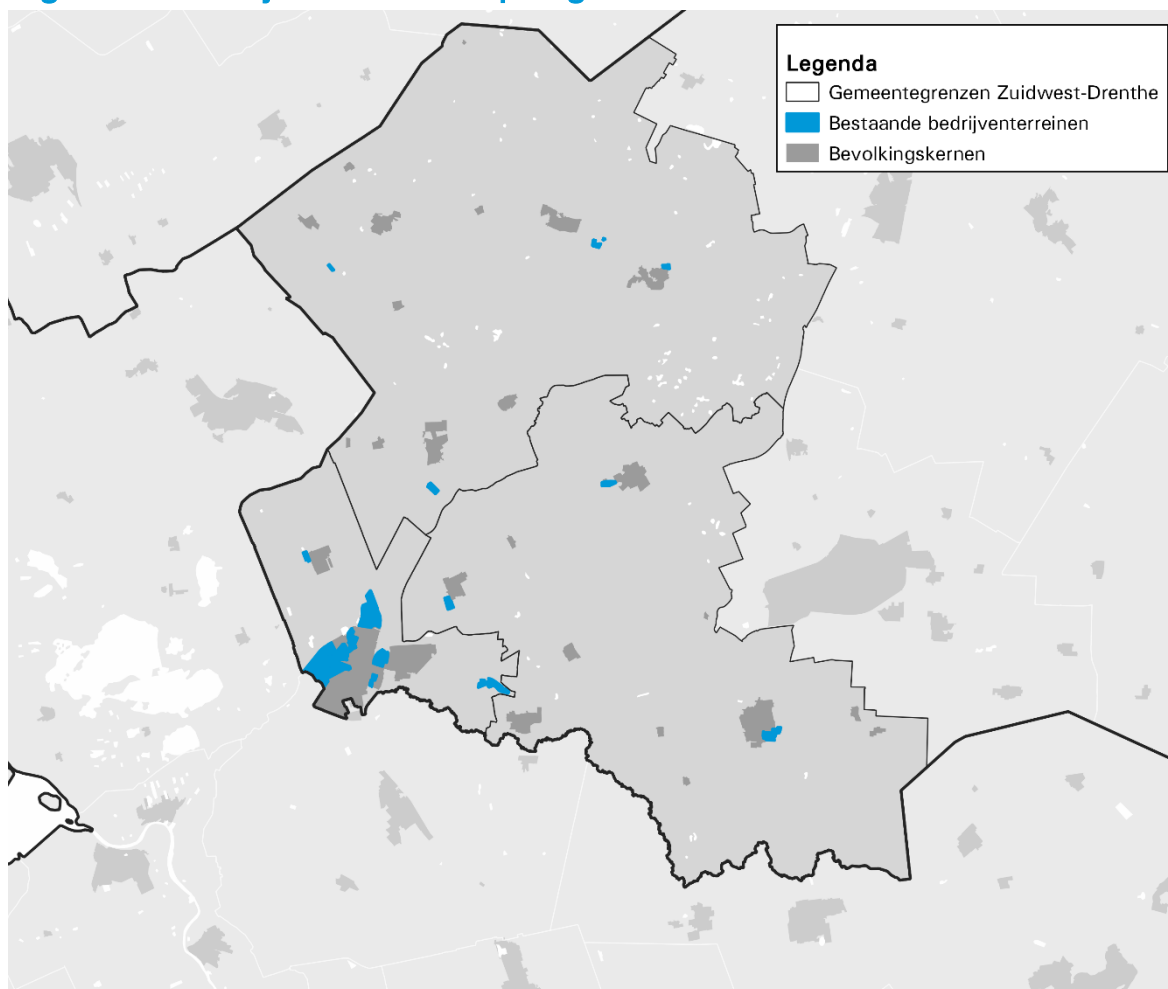 Legenda
Gemeentegrenzen Zuidwest-Drenthe
Bestaande bedrijventerreinen
Bevolkingskernen